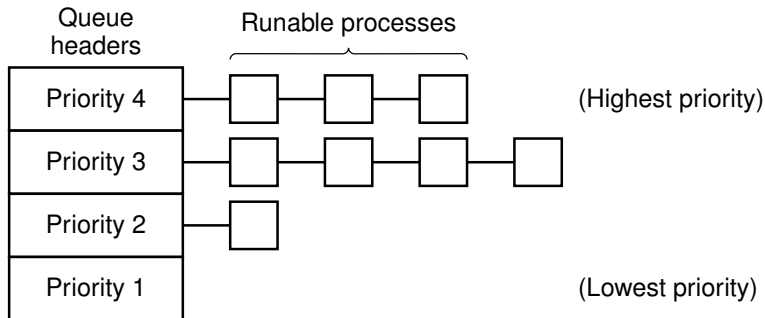 Queue
headers
Runable processes
Priority 4
(Highest priority)
Priority 3
Priority 2
Priority 1
(Lowest priority)